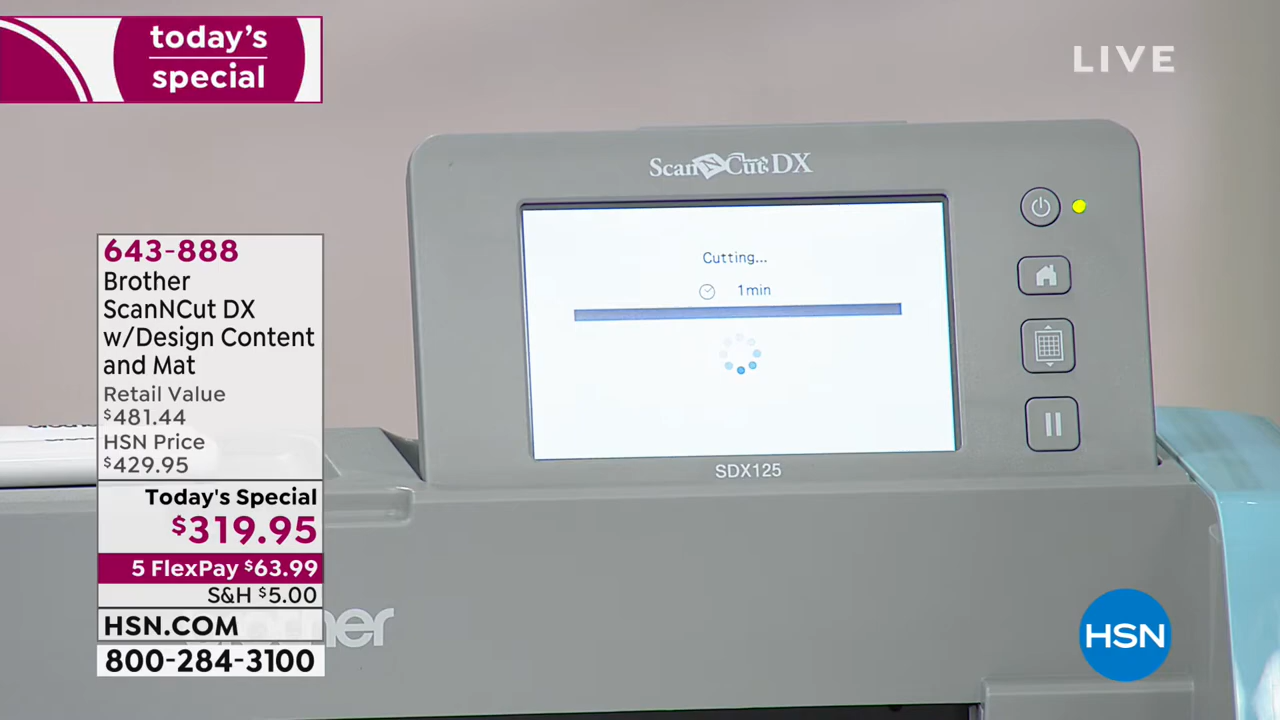 today's
special
LIVE
ScanNCut DX
Cutting...
1min
SDX125
643-888
Brother
ScanNCut DX
w/Design Content
and Mat
Retail Value
$481.44
HSN Price
$429.95
Today's Special
$319.95
5 FlexPay $63.99
S&H $5.00
HSN.COM
800-284-3100
brother
HSN